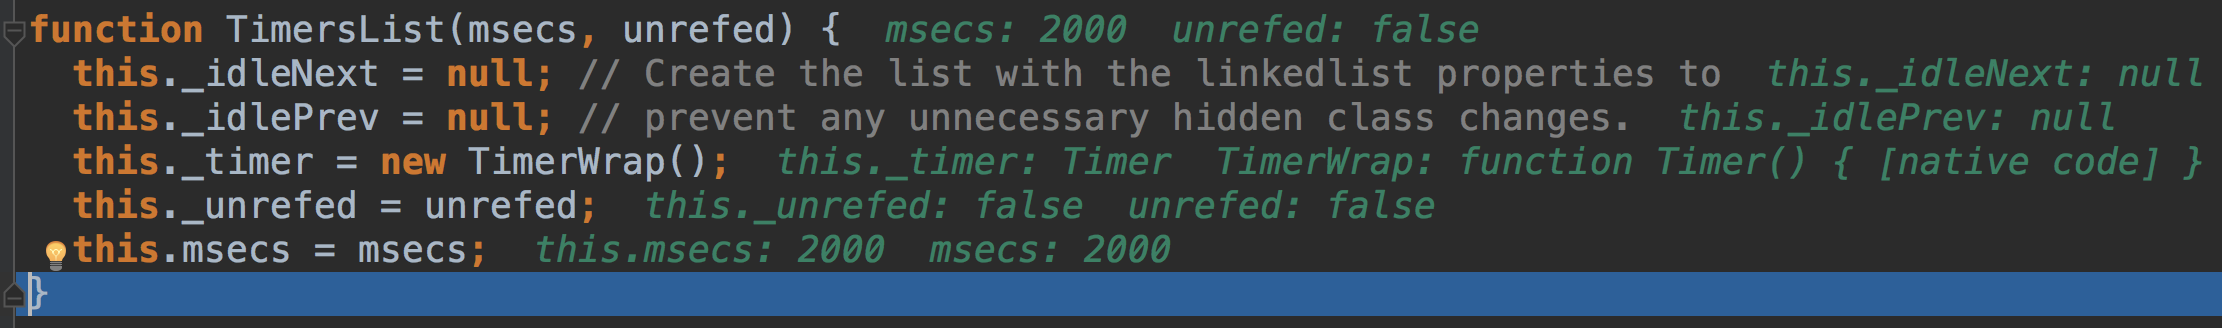 function TimersList(msecs, unrefed) {  msecs: 2000  unrefed: false
  this._idleNext = null; // Create the list with the linkedlist properties to  this._idleNext: null
  this._idlePrev = null; // prevent any unnecessary hidden class changes.  this._idlePrev: null
  this._timer = new TimerWrap();  this._timer: Timer  TimerWrap: function Timer() { [native code] }
  this._unrefed = unrefed;  this._unrefed: false  unrefed: false
  this.msecs = msecs;  this.msecs: 2000  msecs: 2000
}